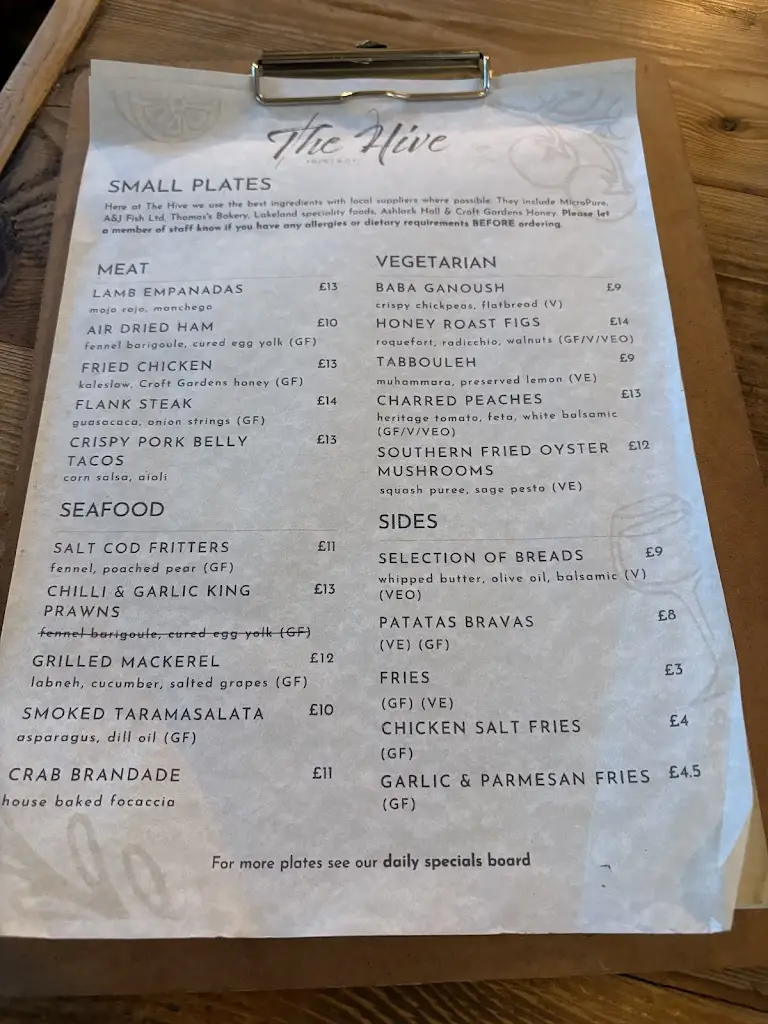 The Hive
SMALL PLATES
Here at The Hive we use the best ingredients with local suppliers where possible. They include MicroPure,
A&J Fish Ltd, Thomas's Bakery, Lakeland speciality foods, Ashlack Hall & Croft Gardens Honey. Please let
a member of staff know if you have any allergies or dietary requirements BEFORE ordering.
MEAT
LAMB EMPANADAS £13
mojo rojo, manchego
AIR DRIED HAM £10
fennel barigoule, cured egg yolk (GF)
FRIED CHICKEN £13
kaleslaw, Croft Gardens honey (GF)
FLANK STEAK £14
guasacaca, onion strings (GF)
CRISPY PORK BELLY £13
TACOS
corn salsa, aioli
SEAFOOD
SALT COD FRITTERS £11
fennel, poached pear (GF)
CHILLI & GARLIC KING £13
PRAWNS
fennel barigoule, cured egg yolk (GF)
GRILLED MACKEREL £12
labneh, cucumber, salted grapes (GF)
SMOKED TARAMASALATA £10
asparagus, dill oil (GF)
CRAB BRANDADE £11
house baked focaccia
VEGETARIAN
BABA GANOUSH £9
crispy chickpeas, flatbread (V)
HONEY ROAST FIGS £14
roquefort, radicchio, walnuts (GF/V/VEO)
TABBOULEH £9
muhammara, preserved lemon (VE)
CHARRED PEACHES £13
heritage tomato, feta, white balsamic
(GF/V/VEO)
SOUTHERN FRIED OYSTER £12
MUSHROOMS
squash puree, sage pesto (VE)
SIDES
SELECTION OF BREADS £9
whipped butter, olive oil, balsamic (V)
(VEO)
PATATAS BRAVAS £8
(VE) (GF)
FRIES £3
(GF) (VE)
CHICKEN SALT FRIES £4
(GF)
GARLIC & PARMESAN FRIES £4.5
(GF)
For more plates see our daily specials board